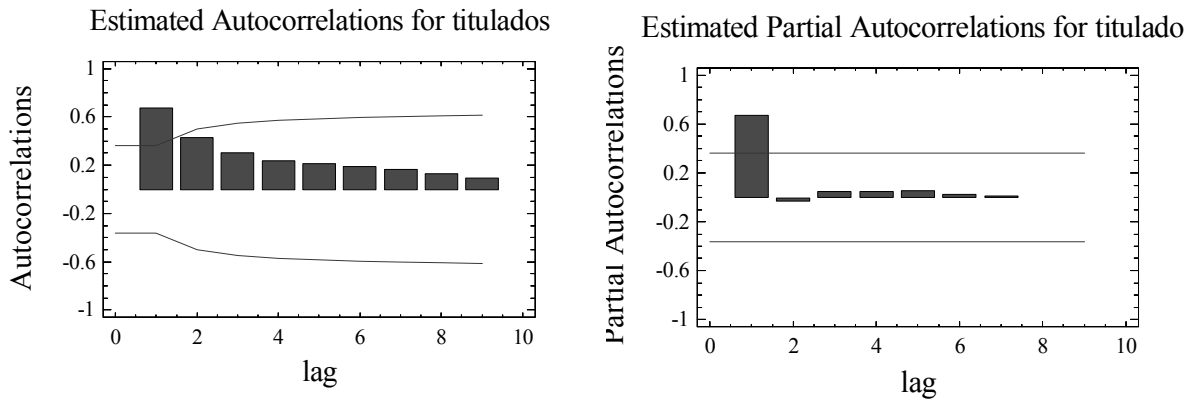 Estimated Autocorrelations for titulados
Autocorrelations
1
0.6
0.2
-0.2
-0.6
-1
0 2 4 6 8 10
lag
Estimated Partial Autocorrelations for titulado
Partial Autocorrelations
1
0.6
0.2
-0.2
-0.6
-1
0 2 4 6 8 10
lag